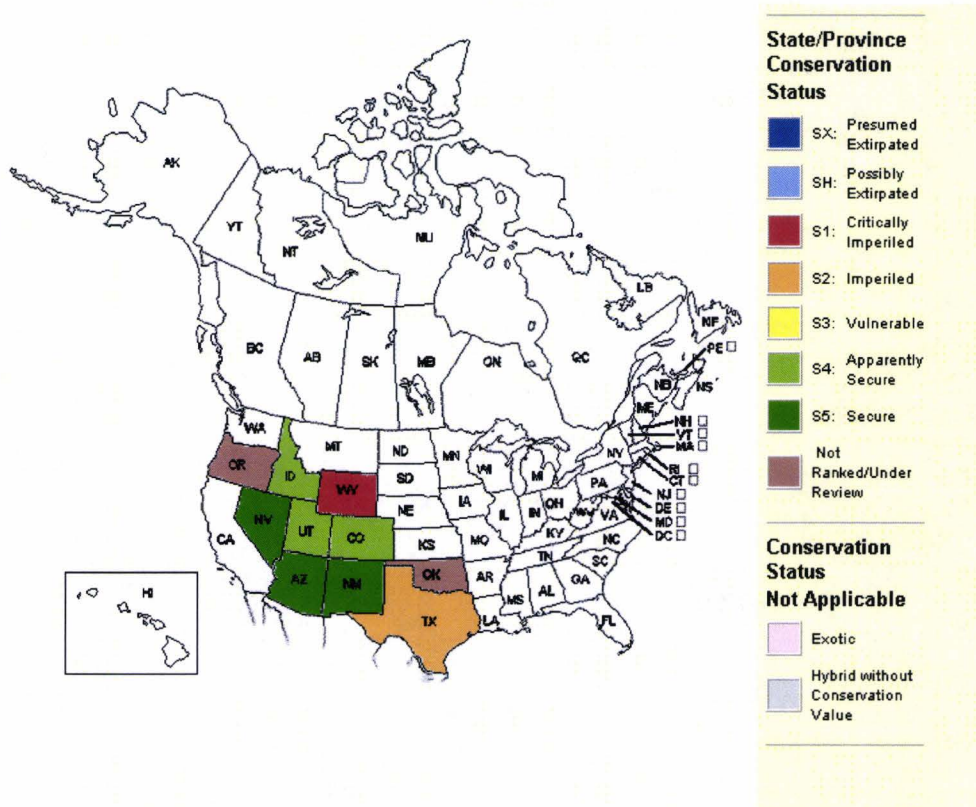 AK
YT
NT
NU
BC
AB
SK
MB
ON
QC
LB
NF
PE
NB
NS
ME
NH
VT
MA
RI
CT
NJ
DE
MD
DC
WA
MT
ND
MN
OR
ID
WY
SD
WI
MI
NY
PA
NE
IA
IL
IN
OH
NV
UT
CO
KS
MO
KY
WV
VA
CA
AZ
NM
OK
AR
TN
NC
SC
TX
LA
MS
AL
GA
FL
HI
State/Province
Conservation
Status
SX: Presumed
Extirpated
SH: Possibly
Extirpated
S1: Critically
Imperiled
S2: Imperiled
S3: Vulnerable
S4: Apparently
Secure
S5: Secure
Not
Ranked/Under
Review
Conservation
Status
Not Applicable
Exotic
Hybrid without
Conservation
Value